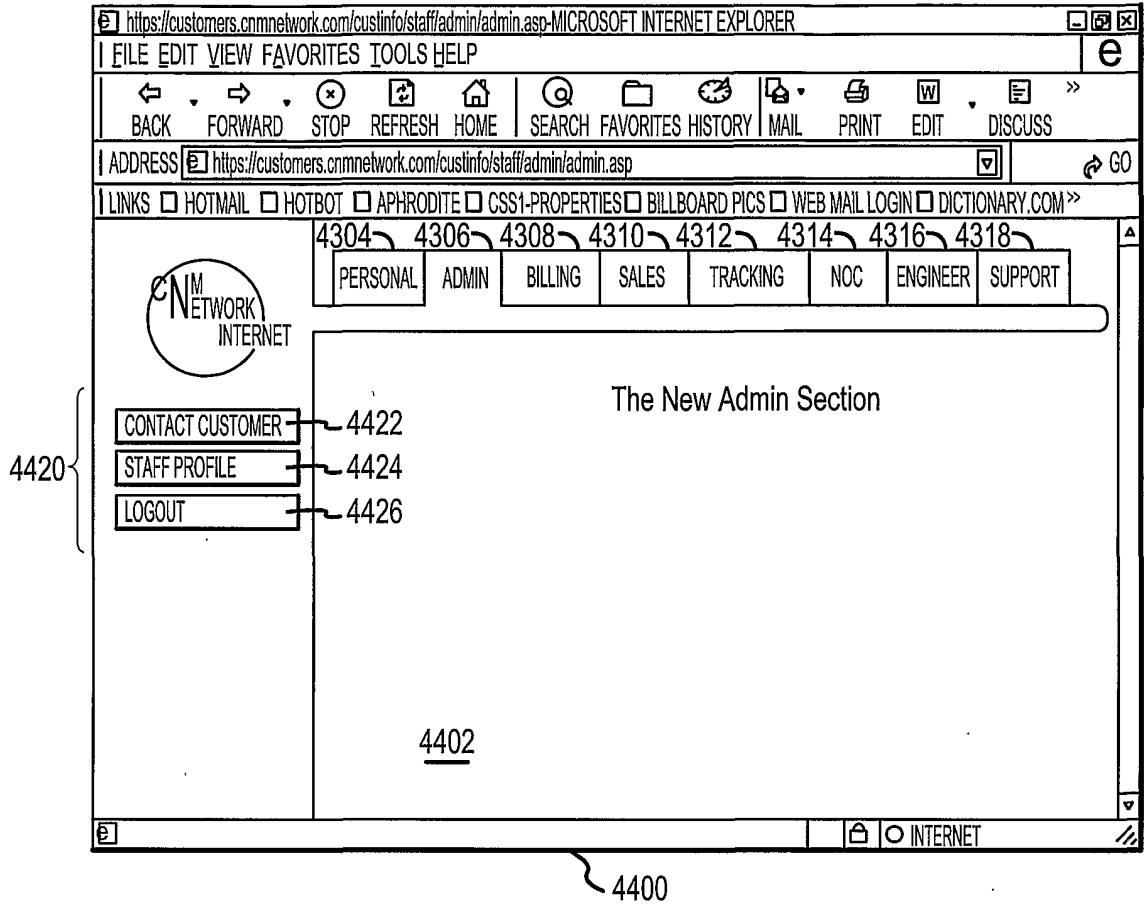 https://customers.cnmnetwork.com/custinfo/staff/admin/admin.asp-MICROSOFT INTERNET EXPLORER
FILE EDIT VIEW FAVORITES TOOLS HELP
e
BACK FORWARD STOP REFRESH HOME SEARCH FAVORITES HISTORY MAIL PRINT EDIT DISCUSS »
ADDRESS https://customers.cnmnetwork.com/custinfo/staff/admin/admin.asp GO
LINKS HOTMAIL HOTBOT APHRODITE CSS1-PROPERTIES BILLBOARD PICS WEB MAIL LOGIN DICTIONARY.COM »
4304 4306 4308 4310 4312 4314 4316 4318
PERSONAL ADMIN BILLING SALES TRACKING NOC ENGINEER SUPPORT
CNM
NETWORK
INTERNET
The New Admin Section
4420
CONTACT CUSTOMER 4422
STAFF PROFILE 4424
LOGOUT 4426
4402
INTERNET
4400